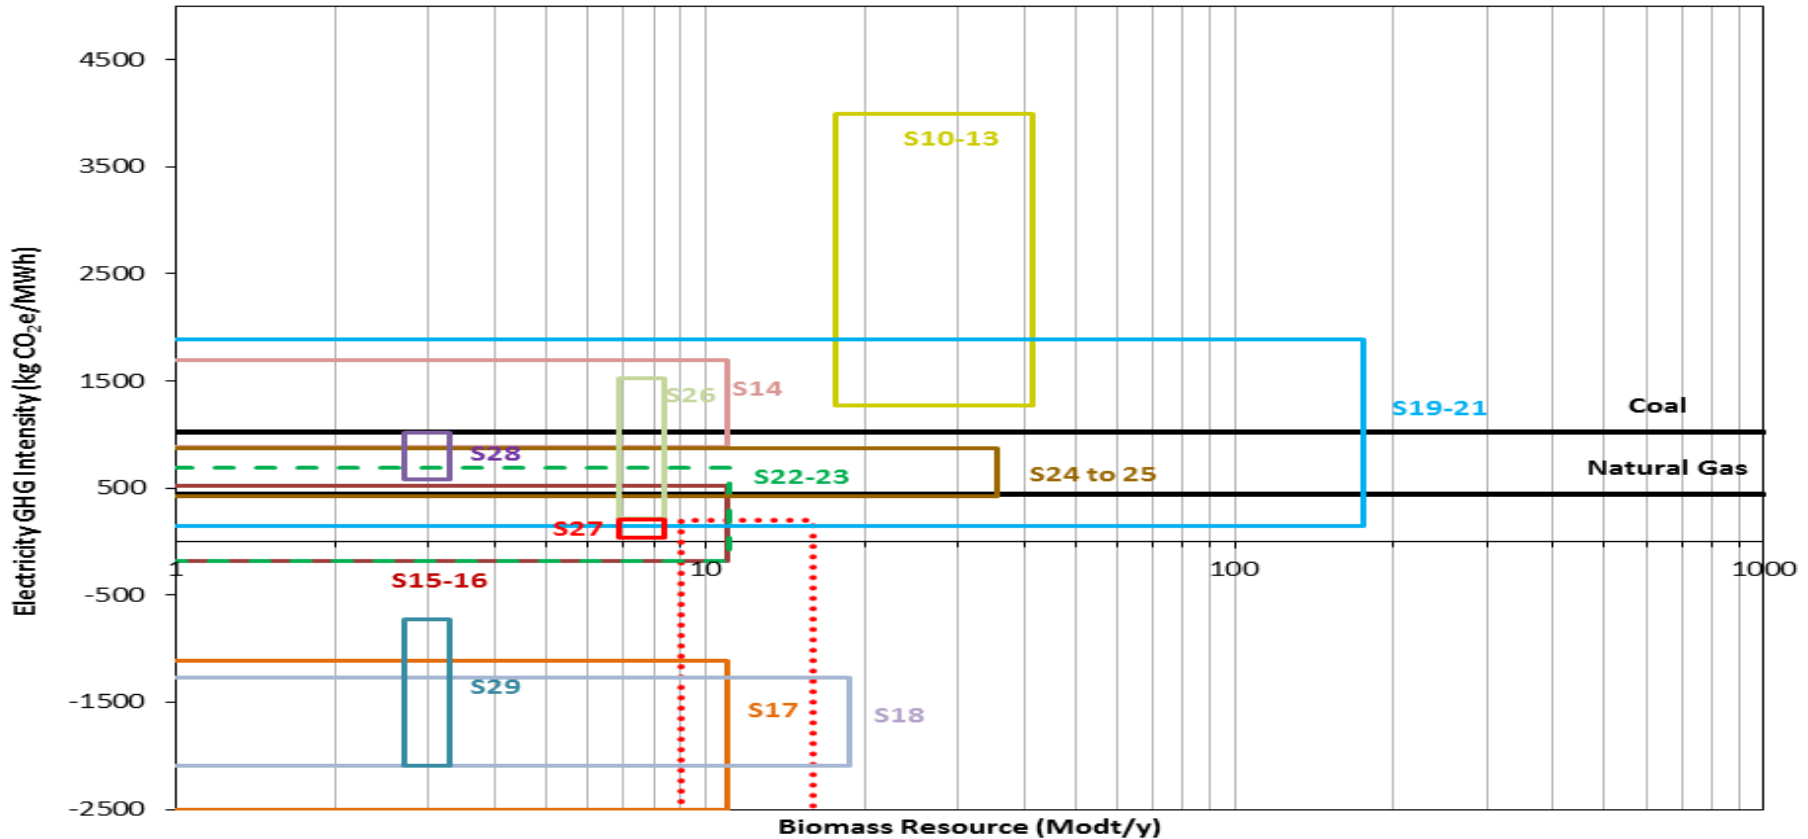 4500
3500
2500
1500
500
-500
-1500
-2500
Electricity GHG Intensity (kg CO₂e/MWh)
S10-13
S26
S14
S19-21
Coal
S28
S22-23
S24 to 25
Natural Gas
S27
1
10
100
1000
S15-16
S29
S17
S18
Biomass Resource (Modt/y)